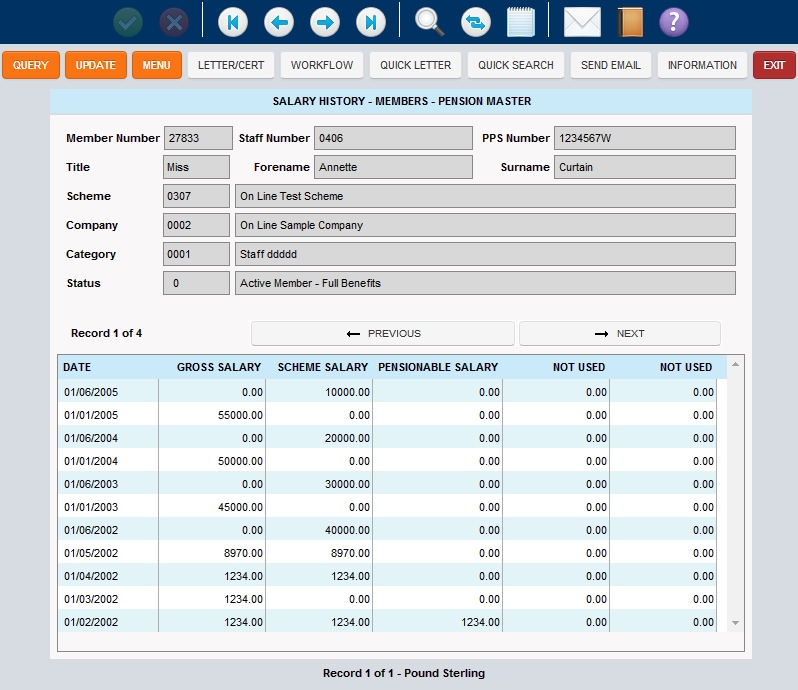 ?
QUERY UPDATE MENU LETTER/CERT WORKFLOW QUICK LETTER QUICK SEARCH SEND EMAIL INFORMATION EXIT
SALARY HISTORY - MEMBERS - PENSION MASTER
Member Number 27833 Staff Number 0406 PPS Number 1234567W
Title Miss Forename Annette Surname Curtain
Scheme 0307 On Line Test Scheme
Company 0002 On Line Sample Company
Category 0001 Staff ddddd
Status 0 Active Member - Full Benefits
Record 1 of 4 PREVIOUS NEXT
DATE GROSS SALARY SCHEME SALARY PENSIONABLE SALARY NOT USED NOT USED
01/06/2005 0.00 10000.00 0.00 0.00 0.00
01/01/2005 55000.00 0.00 0.00 0.00 0.00
01/06/2004 0.00 20000.00 0.00 0.00 0.00
01/01/2004 50000.00 0.00 0.00 0.00 0.00
01/06/2003 0.00 30000.00 0.00 0.00 0.00
01/01/2003 45000.00 0.00 0.00 0.00 0.00
01/06/2002 0.00 40000.00 0.00 0.00 0.00
01/05/2002 8970.00 8970.00 0.00 0.00 0.00
01/04/2002 1234.00 1234.00 0.00 0.00 0.00
01/03/2002 1234.00 0.00 0.00 0.00 0.00
01/02/2002 1234.00 1234.00 1234.00 0.00 0.00
Record 1 of 1 - Pound Sterling